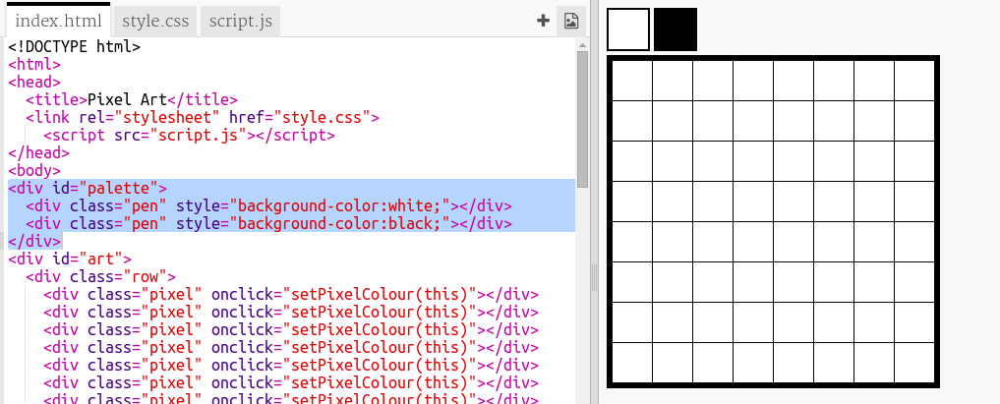 index.html style.css script.js
<!DOCTYPE html>
<html>
<head>
<title>Pixel Art</title>
<link rel="stylesheet" href="style.css">
<script src="script.js"></script>
</head>
<body>
<div id="palette">
<div class="pen" style="background-color:white;"></div>
<div class="pen" style="background-color:black;"></div>
</div>
<div id="art">
<div class="row">
<div class="pixel" onclick="setPixelColour(this)"></div>
<div class="pixel" onclick="setPixelColour(this)"></div>
<div class="pixel" onclick="setPixelColour(this)"></div>
<div class="pixel" onclick="setPixelColour(this)"></div>
<div class="pixel" onclick="setPixelColour(this)"></div>
<div class="pixel" onclick="setPixelColour(this)"></div>
<div class="pixel" onclick="setPixelColour(this)"></div>